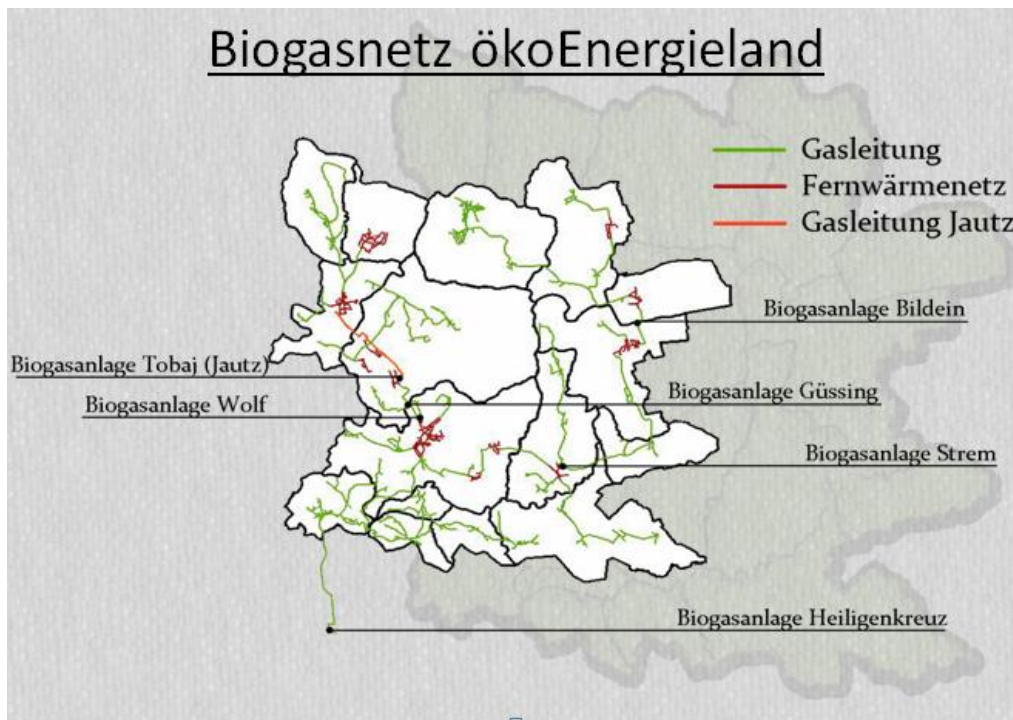 Biogasnetz ökoEnergieland
Gasleitung
Fernwärmenetz
Gasleitung Jautz
Biogasanlage Bildein
Biogasanlage Tobaj (Jautz)
Biogasanlage Güssing
Biogasanlage Wolf
Biogasanlage Strem
Biogasanlage Heiligenkreuz